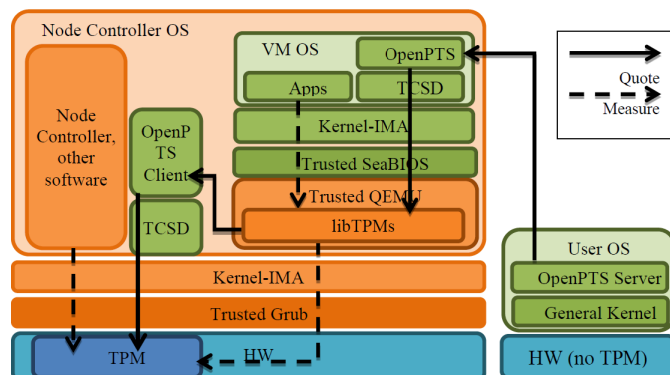 Node Controller OS
VM OS
OpenPTS
Apps
TCSD
Node
Controller,
other
software
OpenP
TS
Client
Kernel-IMA
Trusted SeaBIOS
Trusted QEMU
libTPMs
TCSD
Kernel-IMA
Trusted Grub
TPM
HW
Quote
Measure
User OS
OpenPTS Server
General Kernel
HW (no TPM)